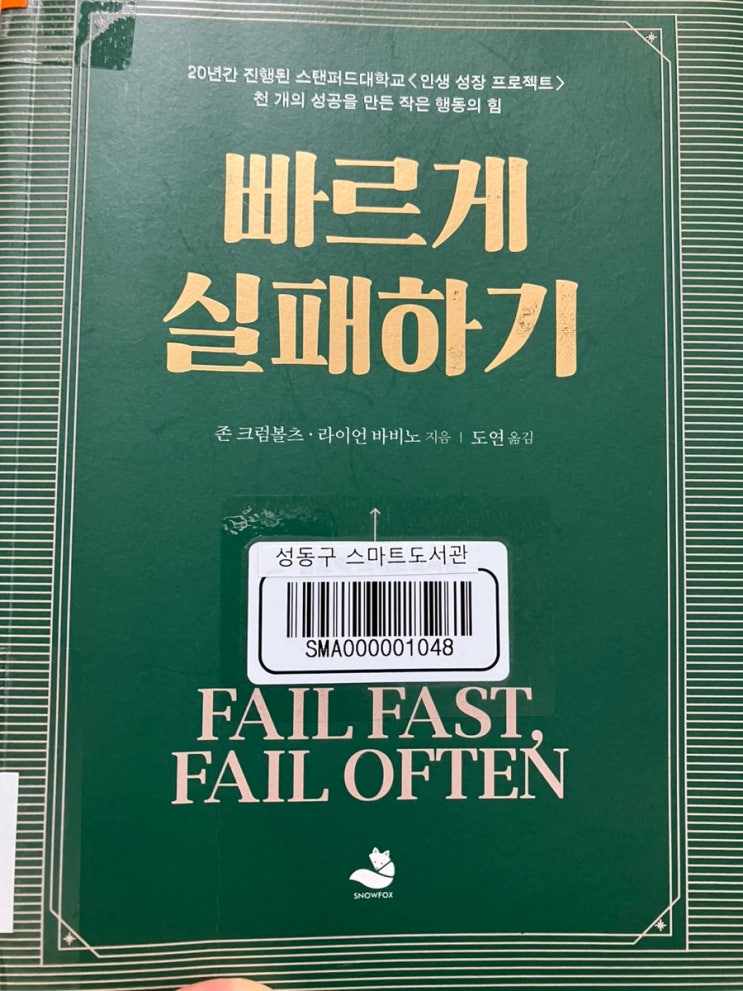 20년간 진행된 스탠퍼드대학교 <인생 성장 프로젝트>
천 개의 성공을 만든 작은 행동의 힘
빠르게
실패하기
존 크럼볼츠 · 라이언 바비노 지음 | 도연 옮김
성동구 스마트도서관
SMA000001048
FAIL FAST,
FAIL OFTEN
SNOWFOX